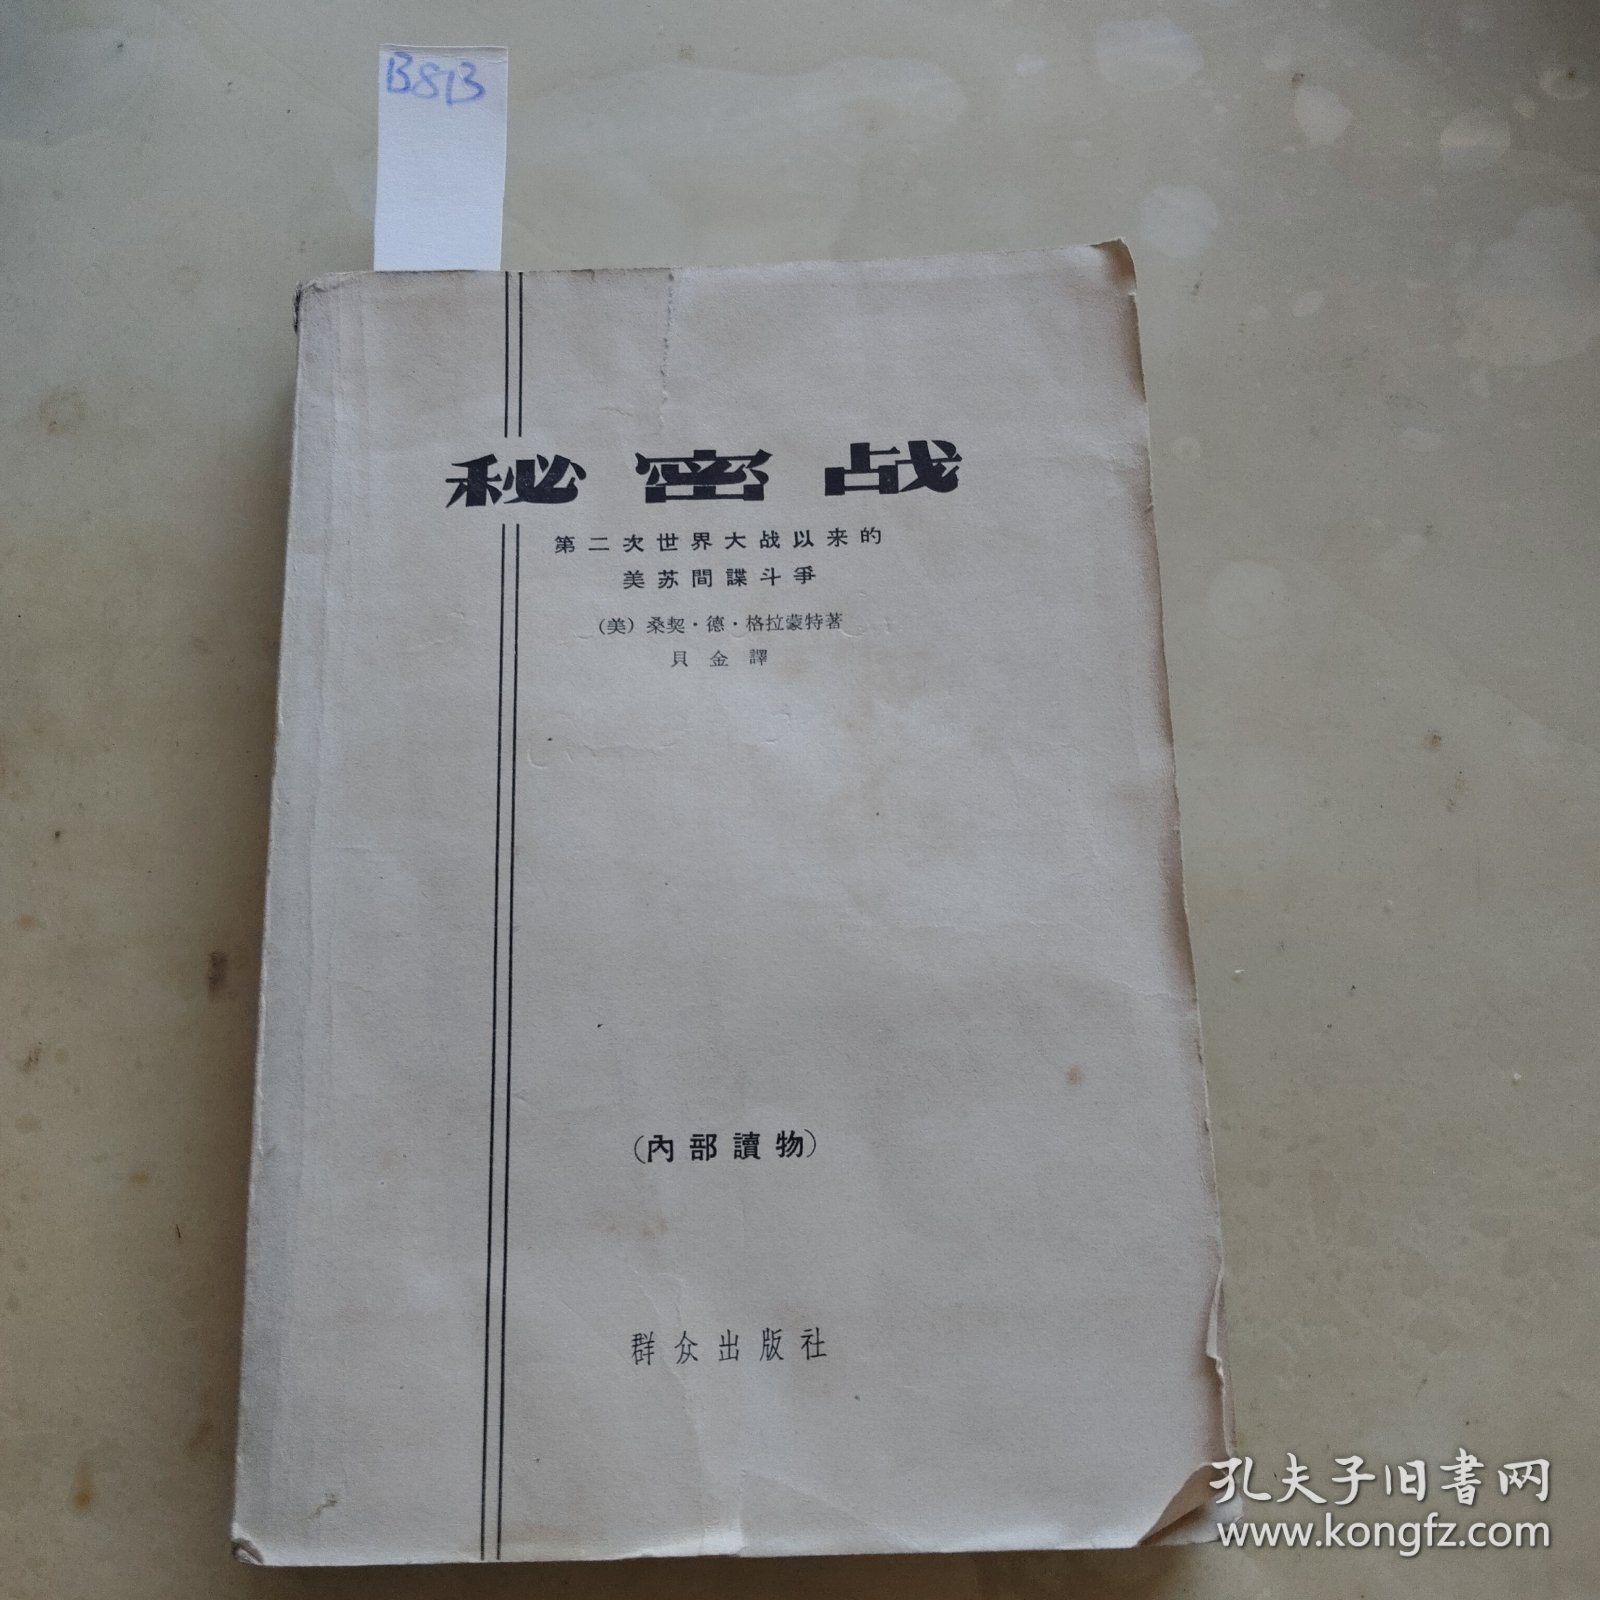 B8B
秘密战
第二次世界大战以来的
美苏間諜斗爭
（美）桑契·德·格拉蒙特著
貝金譯
（內部讀物）
群众出版社
孔夫子旧書网
www.kongfz.com